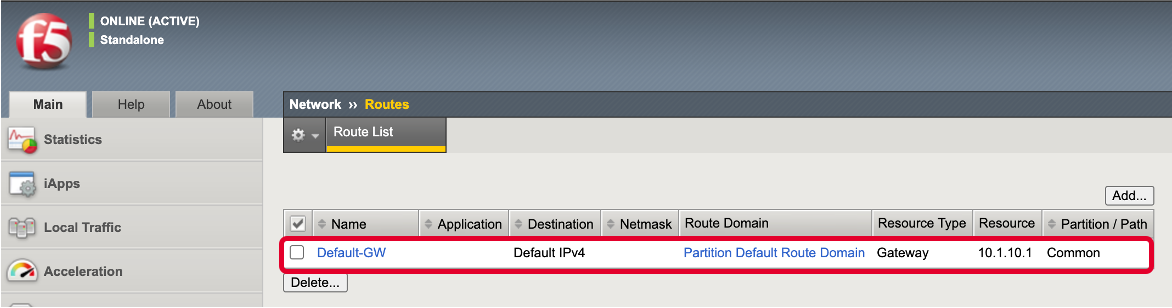 f5
ONLINE (ACTIVE)
Standalone
Main Help About
Network ›› Routes
Route List
Statistics
iApps
Local Traffic
Acceleration
Add...
Name Application Destination Netmask Route Domain Resource Type Resource Partition / Path
Default-GW Default IPv4 Partition Default Route Domain Gateway 10.1.10.1 Common
Delete...